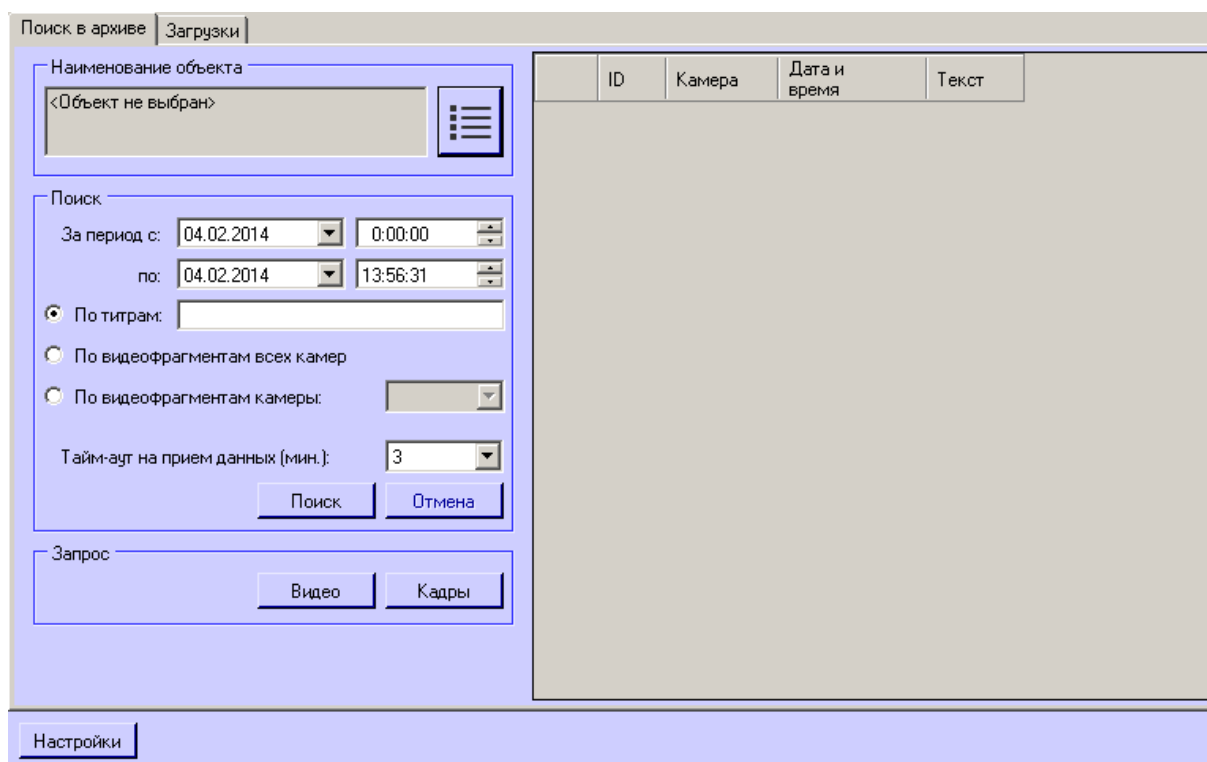 Поиск в архиве Загрузки
Наименование объекта
<Объект не выбран>
Поиск
За период с: 04.02.2014 0:00:00
по: 04.02.2014 13:56:31
По титрам:
По видеофрагментам всех камер
По видеофрагментам камеры:
Тайм-аут на прием данных (мин.): 3
Поиск Отмена
Запрос
Видео Кадры
ID Камера Дата и время Текст
Настройки